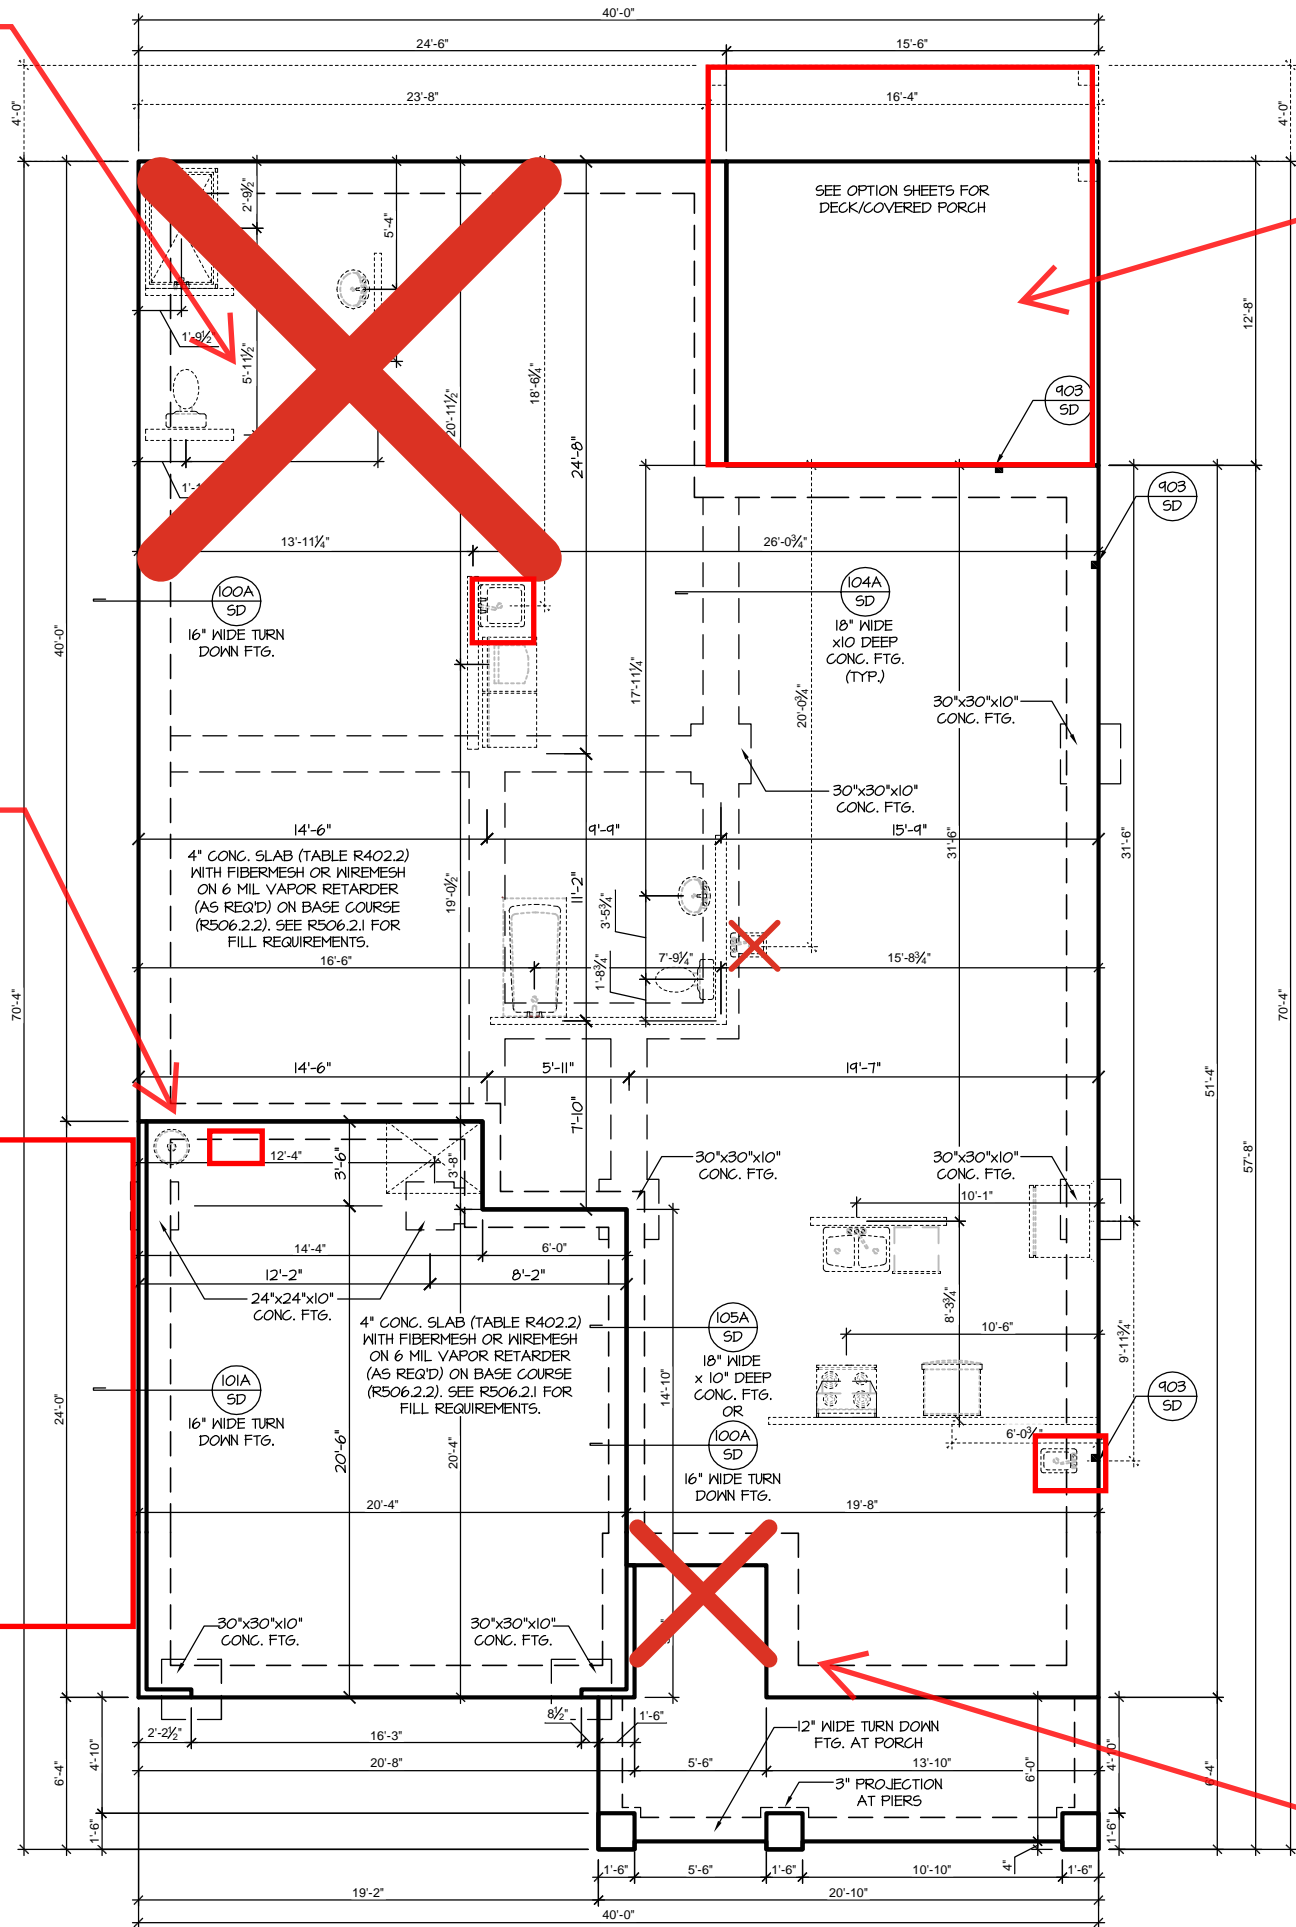 40'-0"
24'-6"
15'-6"
23'-8"
16'-4"
4'-0"
4'-0"
SEE OPTION SHEETS FOR
DECK/COVERED PORCH
2'-9½"
5'-4"
12'-8"
1'-9½"
5'-11½"
18'-6¼"
20'-11½"
24'-8"
903
SD
903
SD
13'-11¼"
26'-0¾"
100A
SD
16" WIDE TURN
DOWN FTG.
104A
SD
18" WIDE
x10 DEEP
CONC. FTG.
(TYP.)
40'-0"
17'-11¼"
20'-0¾"
30"x30"x10"
CONC. FTG.
30"x30"x10"
CONC. FTG.
14'-6"
9'-9"
15'-9"
31'-6"
31'-6"
4" CONC. SLAB (TABLE R402.2)
WITH FIBERMESH OR WIREMESH
ON 6 MIL VAPOR RETARDER
(AS REQ'D) ON BASE COURSE
(R506.2.2). SEE R506.2.1 FOR
FILL REQUIREMENTS.
19'-0½"
11'-2"
3'-5¾"
16'-6"
1'-8¾"
7'-9¼"
15'-8¾"
70'-4"
70'-4"
14'-6"
5'-11"
19'-7"
51'-4"
7'-10"
57'-8"
12'-4"
3'-6"
3'-8"
30"x30"x10"
CONC. FTG.
30"x30"x10"
CONC. FTG.
10'-1"
14'-4"
6'-0"
12'-2"
8'-2"
24"x24"x10"
CONC. FTG.
8'-3¾"
4" CONC. SLAB (TABLE R402.2)
WITH FIBERMESH OR WIREMESH
ON 6 MIL VAPOR RETARDER
(AS REQ'D) ON BASE COURSE
(R506.2.2). SEE R506.2.1 FOR
FILL REQUIREMENTS.
105A
SD
18" WIDE
x 10" DEEP
CONC. FTG.
OR
100A
SD
16" WIDE TURN
DOWN FTG.
10'-6"
9'-11¾"
101A
SD
16" WIDE TURN
DOWN FTG.
14'-10"
903
SD
24'-0"
20'-6"
20'-4"
6'-0¾"
20'-4"
19'-8"
30"x30"x10"
CONC. FTG.
30"x30"x10"
CONC. FTG.
2'-2½"
16'-3"
8½"
1'-6"
12" WIDE TURN DOWN
FTG. AT PORCH
20'-8"
5'-6"
13'-10"
6'-4"
4'-10"
6'-0"
4'-10"
6'-4"
3" PROJECTION
AT PIERS
1'-6"
1'-6"
1'-6"
5'-6"
1'-6"
10'-10"
4"
1'-6"
19'-2"
20'-10"
40'-0"